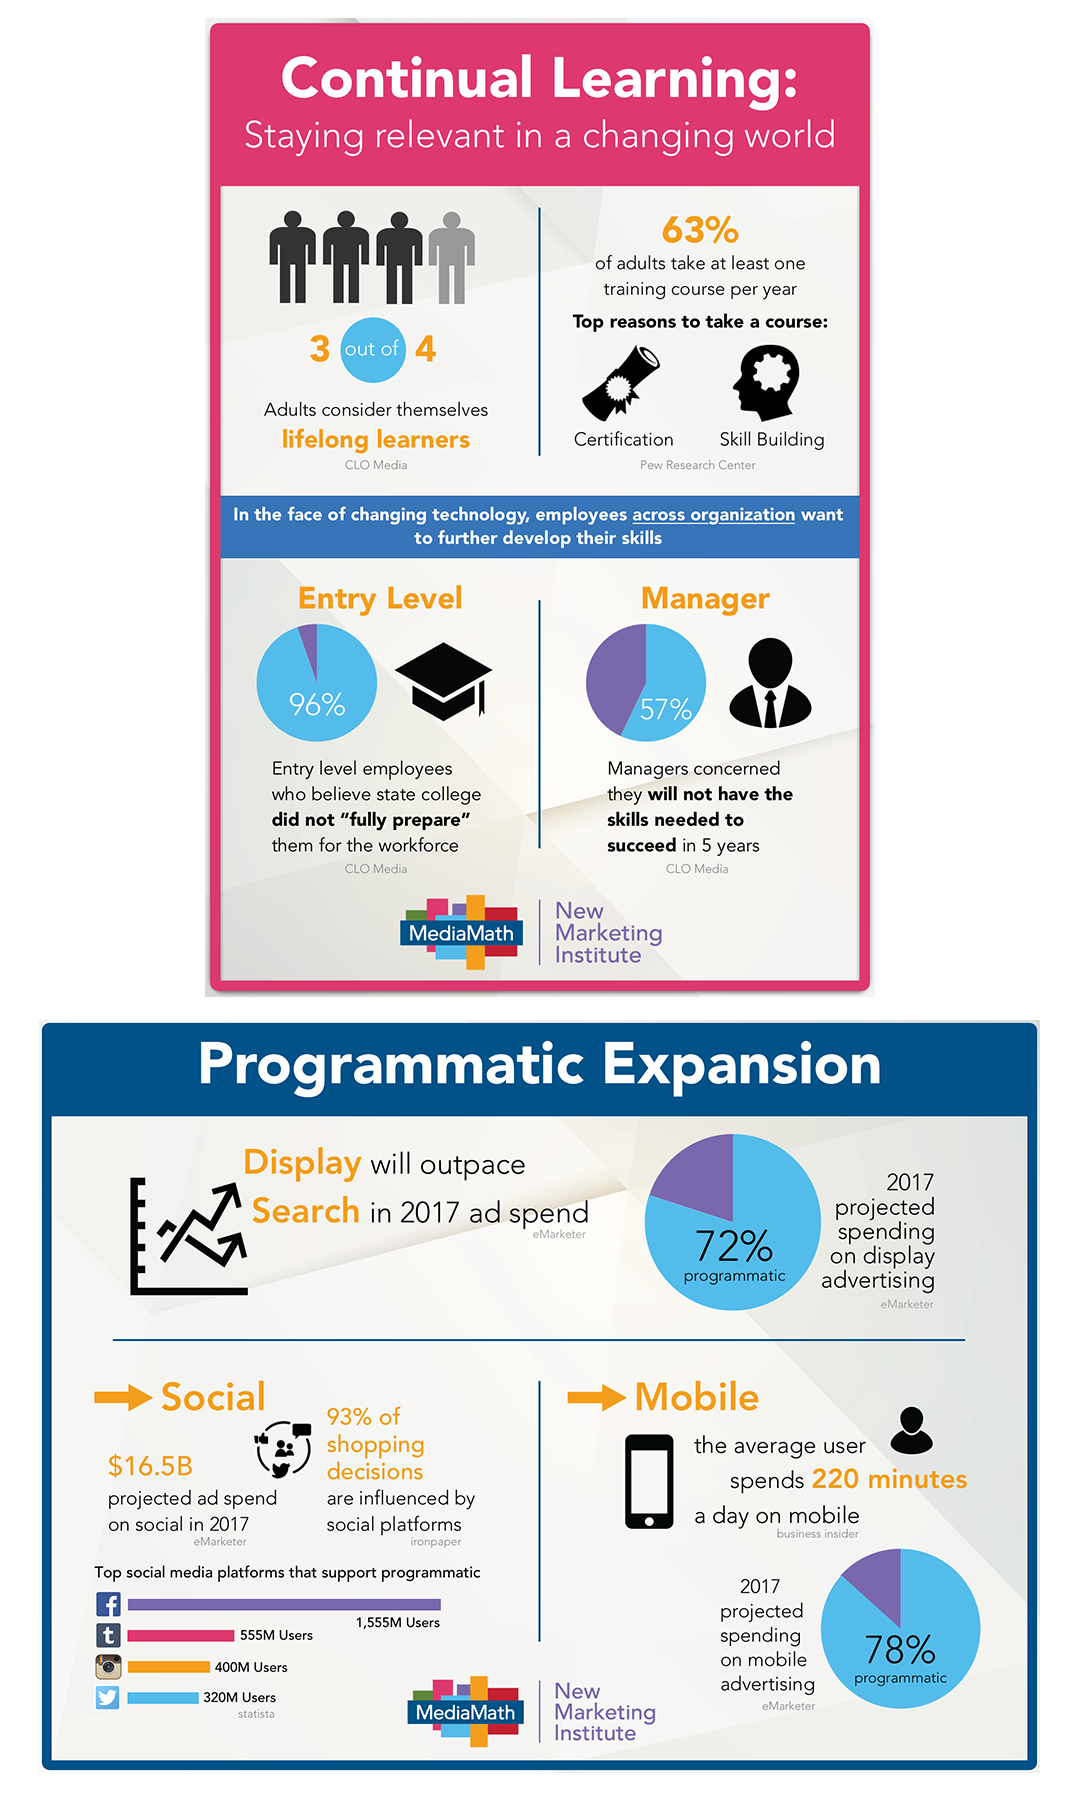 Continual Learning:
Staying relevant in a changing world
3 out of 4
Adults consider themselves
lifelong learners
CLO Media
63%
of adults take at least one
training course per year
Top reasons to take a course:
Certification
Skill Building
Pew Research Center
In the face of changing technology, employees across organization want
to further develop their skills
Entry Level
96%
Entry level employees
who believe state college
did not “fully prepare”
them for the workforce
CLO Media
Manager
57%
Managers concerned
they will not have the
skills needed to
succeed in 5 years
CLO Media
MediaMath
New
Marketing
Institute
Programmatic Expansion
Display will outpace
Search in 2017 ad spend
eMarketer
72%
programmatic
2017
projected
spending
on display
advertising
eMarketer
Social
$16.5B
projected ad spend
on social in 2017
eMarketer
93% of
shopping
decisions
are influenced by
social platforms
ironpaper
Top social media platforms that support programmatic
f
1,555M Users
t
555M Users
400M Users
320M Users
statista
Mobile
the average user
spends 220 minutes
a day on mobile
business insider
2017
projected
spending
on mobile
advertising
eMarketer
78%
programmatic
MediaMath
New
Marketing
Institute